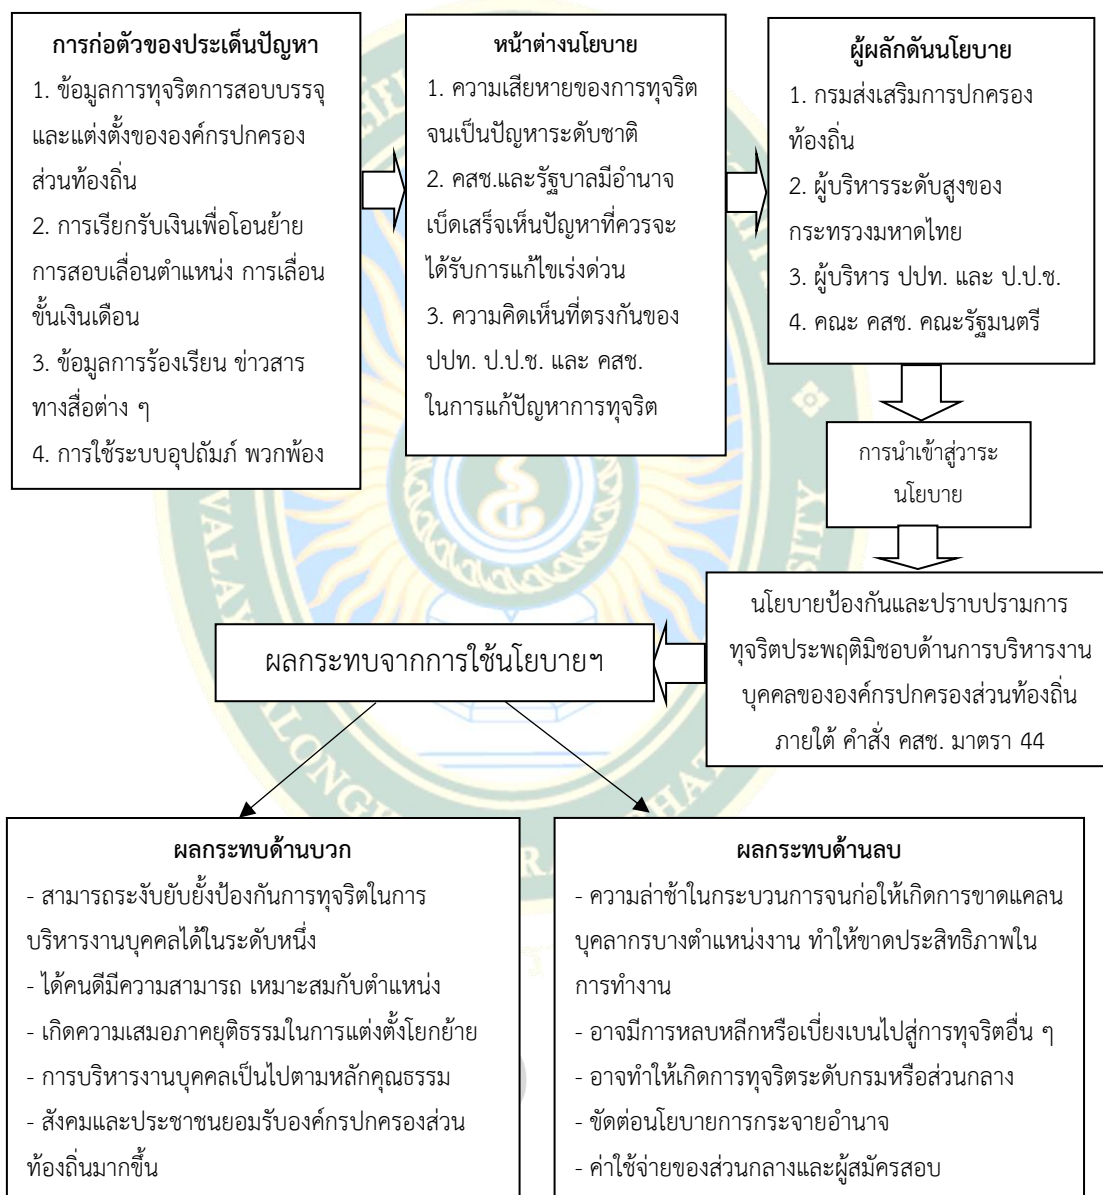 การก่อตัวของประเด็นปัญหา
1. ข้อมูลการทุจริตการสอบบรรจุ
และแต่งตั้งขององค์กรปกครอง
ส่วนท้องถิ่น
2. การเรียกรับเงินเพื่อโอนย้าย
การสอบเลื่อนตำแหน่ง การเลื่อน
ขั้นเงินเดือน
3. ข้อมูลการร้องเรียน ข่าวสาร
ทางสื่อต่าง ๆ
4. การใช้ระบบอุปถัมภ์ พวกพ้อง
หน้าต่างนโยบาย
1. ความเสียหายของการทุจริต
จนเป็นปัญหาระดับชาติ
2. คสช.และรัฐบาลมีอำนาจ
เบ็ดเสร็จเห็นปัญหาที่ควรจะ
ได้รับการแก้ไขเร่งด่วน
3. ความคิดเห็นที่ตรงกันของ
ปปท. ป.ป.ช. และ คสช.
ในการแก้ปัญหาการทุจริต
ผู้ผลักดันนโยบาย
1. กรมส่งเสริมการปกครอง
ท้องถิ่น
2. ผู้บริหารระดับสูงของ
กระทรวงมหาดไทย
3. ผู้บริหาร ปปท. และ ป.ป.ช.
4. คณะ คสช. คณะรัฐมนตรี
การนำเข้าสู่วาระ
นโยบาย
นโยบายป้องกันและปราบปรามการ
ทุจริตประพฤติมิชอบด้านการบริหารงาน
บุคคลขององค์กรปกครองส่วนท้องถิ่น
ภายใต้ คำสั่ง คสช. มาตรา 44
ผลกระทบจากการใช้นโยบายฯ
ผลกระทบด้านบวก
- สามารถระงับยับยั้งป้องกันการทุจริตในการ
บริหารงานบุคคลได้ในระดับหนึ่ง
- ได้คนดีมีความสามารถ เหมาะสมกับตำแหน่ง
- เกิดความเสมอภาคยุติธรรมในการแต่งตั้งโยกย้าย
- การบริหารงานบุคคลเป็นไปตามหลักคุณธรรม
- สังคมและประชาชนยอมรับองค์กรปกครองส่วน
ท้องถิ่นมากขึ้น
ผลกระทบด้านลบ
- ความล่าช้าในกระบวนการจนก่อให้เกิดการขาดแคลน
บุคลากรบางตำแหน่งงาน ทำให้ขาดประสิทธิภาพใน
การทำงาน
- อาจมีการหลบหลีกหรือเบี่ยงเบนไปสู่การทุจริตอื่น ๆ
- อาจทำให้เกิดการทุจริตระดับกรมหรือส่วนกลาง
- ขัดต่อนโยบายการกระจายอำนาจ
- ค่าใช้จ่ายของส่วนกลางและผู้สมัครสอบ